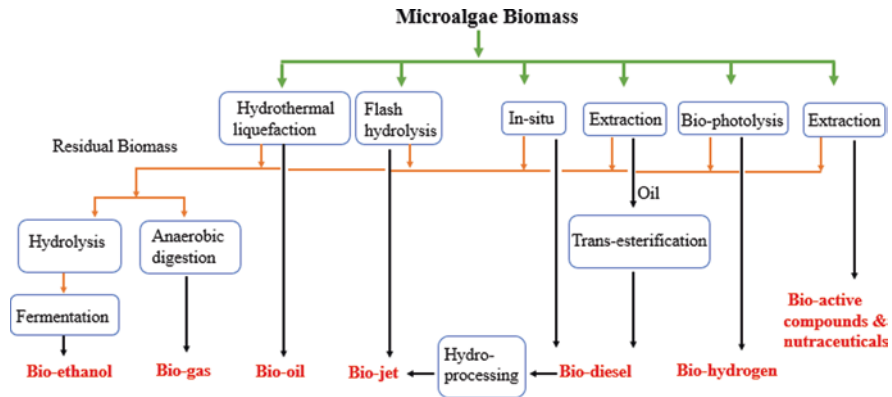 Microalgae Biomass
Hydrothermal
liquefaction
Flash
hydrolysis
In-situ
Extraction
Bio-photolysis
Extraction
Residual Biomass
Oil
Hydrolysis
Anaerobic
digestion
Trans-esterification
Fermentation
Bio-active
compounds &
nutraceuticals
Hydro-
processing
Bio-ethanol
Bio-gas
Bio-oil
Bio-jet
Bio-diesel
Bio-hydrogen